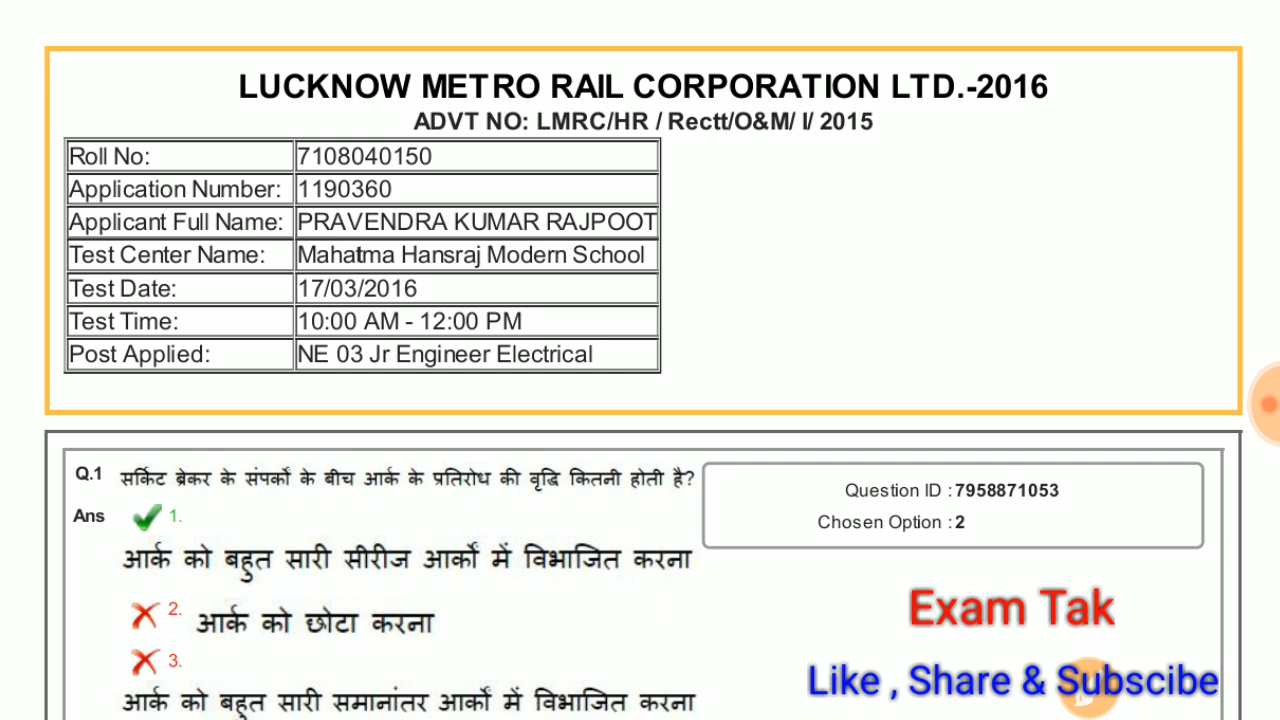 LUCKNOW METRO RAIL CORPORATION LTD.-2016
ADVT NO: LMRC/HR / Rectt/O&M/ I/ 2015
Roll No: 7108040150
Application Number: 1190360
Applicant Full Name: PRAVENDRA KUMAR RAJPOOT
Test Center Name: Mahatma Hansraj Modern School
Test Date: 17/03/2016
Test Time: 10:00 AM - 12:00 PM
Post Applied: NE 03 Jr Engineer Electrical
Q.1 सर्किट ब्रेकर के संपर्कों के बीच आर्क के प्रतिरोध की वृद्धि कितनी होती है?
Question ID : 7958871053
Chosen Option : 2
Ans 1.
आर्क को बहुत सारी सीरीज आर्कों में विभाजित करना
2. आर्क को छोटा करना
3.
आर्क को बहुत सारी समानांतर आर्कों में विभाजित करना
Exam Tak
Like , Share & Subscibe